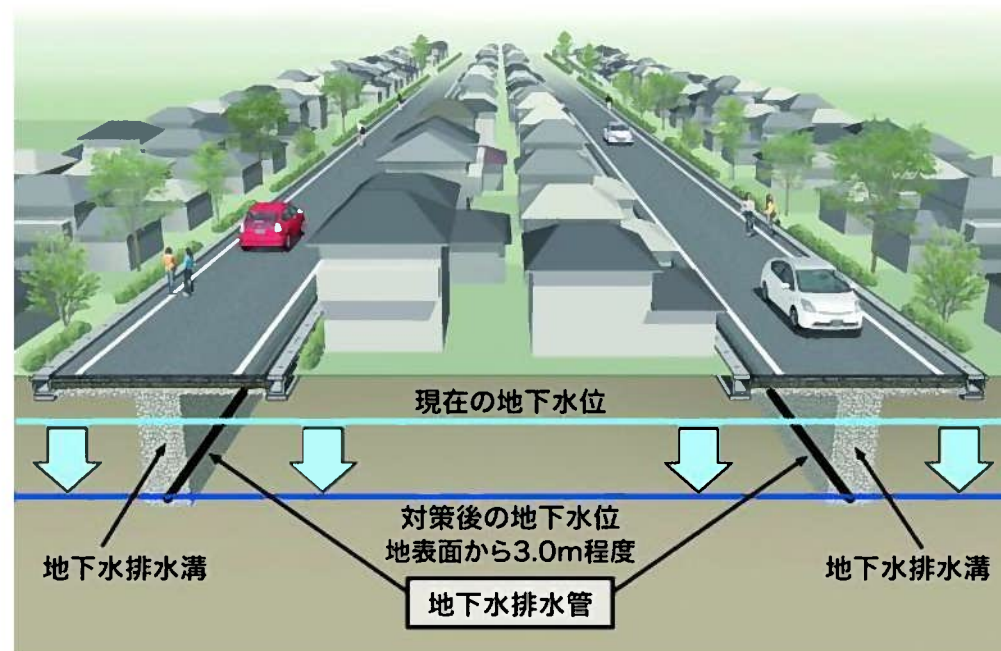 現在の地下水位
対策後の地下水位
地表面から3.0m程度
地下水排水溝
地下水排水溝
地下水排水管